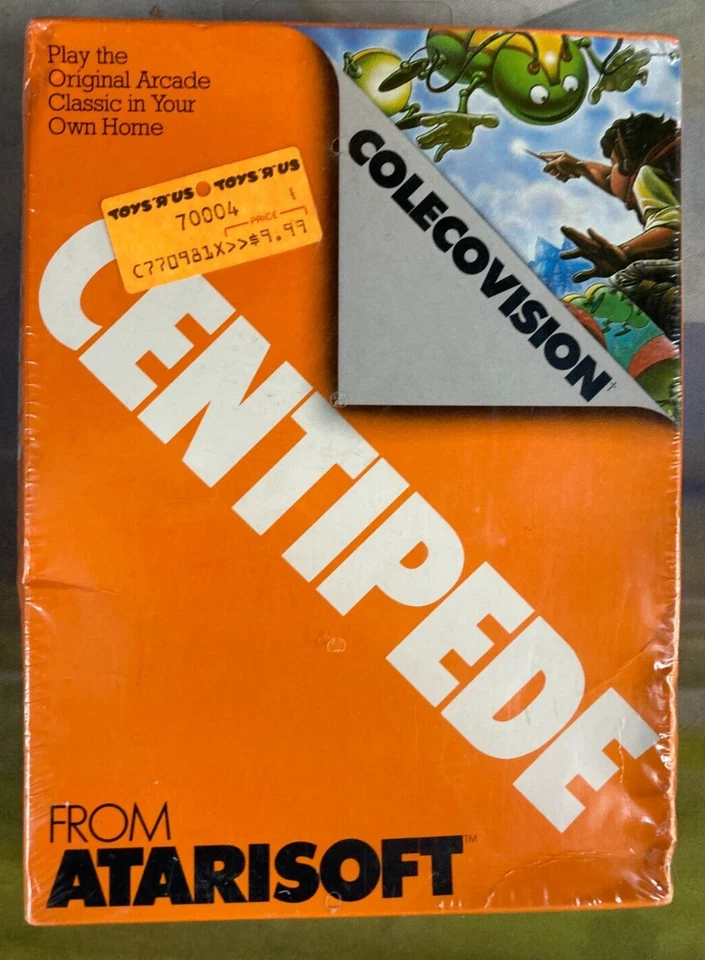 Play the
Original Arcade
Classic in Your
Own Home
TOYS"R"US TOYS"R"US
70004
PRICE
C770981X>>$9.99
COLECOVISION†
CENTIPEDE
FROM
ATARISOFT™